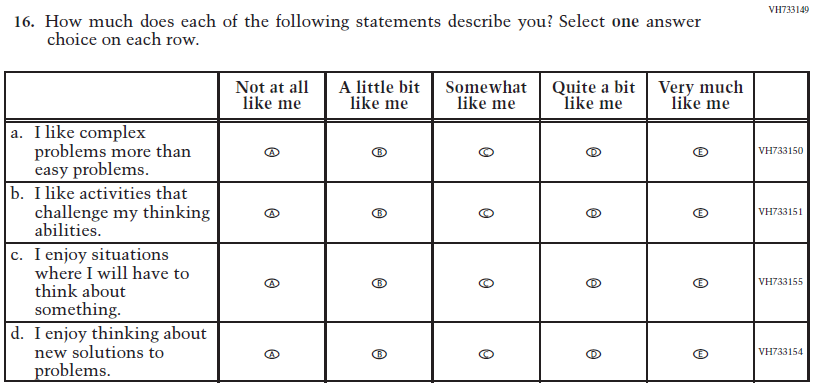 VH733149
16. How much does each of the following statements describe you? Select one answer
choice on each row.
Not at all like me
A little bit like me
Somewhat like me
Quite a bit like me
Very much like me
a. I like complex
problems more than
easy problems.
A B C D E VH733150
b. I like activities that
challenge my thinking
abilities.
A B C D E VH733151
c. I enjoy situations
where I will have to
think about
something.
A B C D E VH733155
d. I enjoy thinking about
new solutions to
problems.
A B C D E VH733154